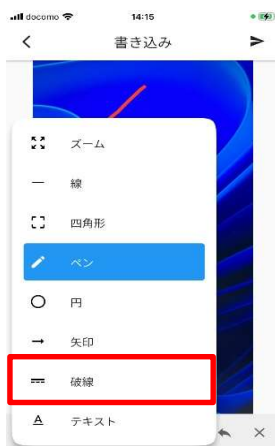 docomo 14:15
書き込み
ズーム
線
四角形
ペン
円
矢印
破線
テキスト